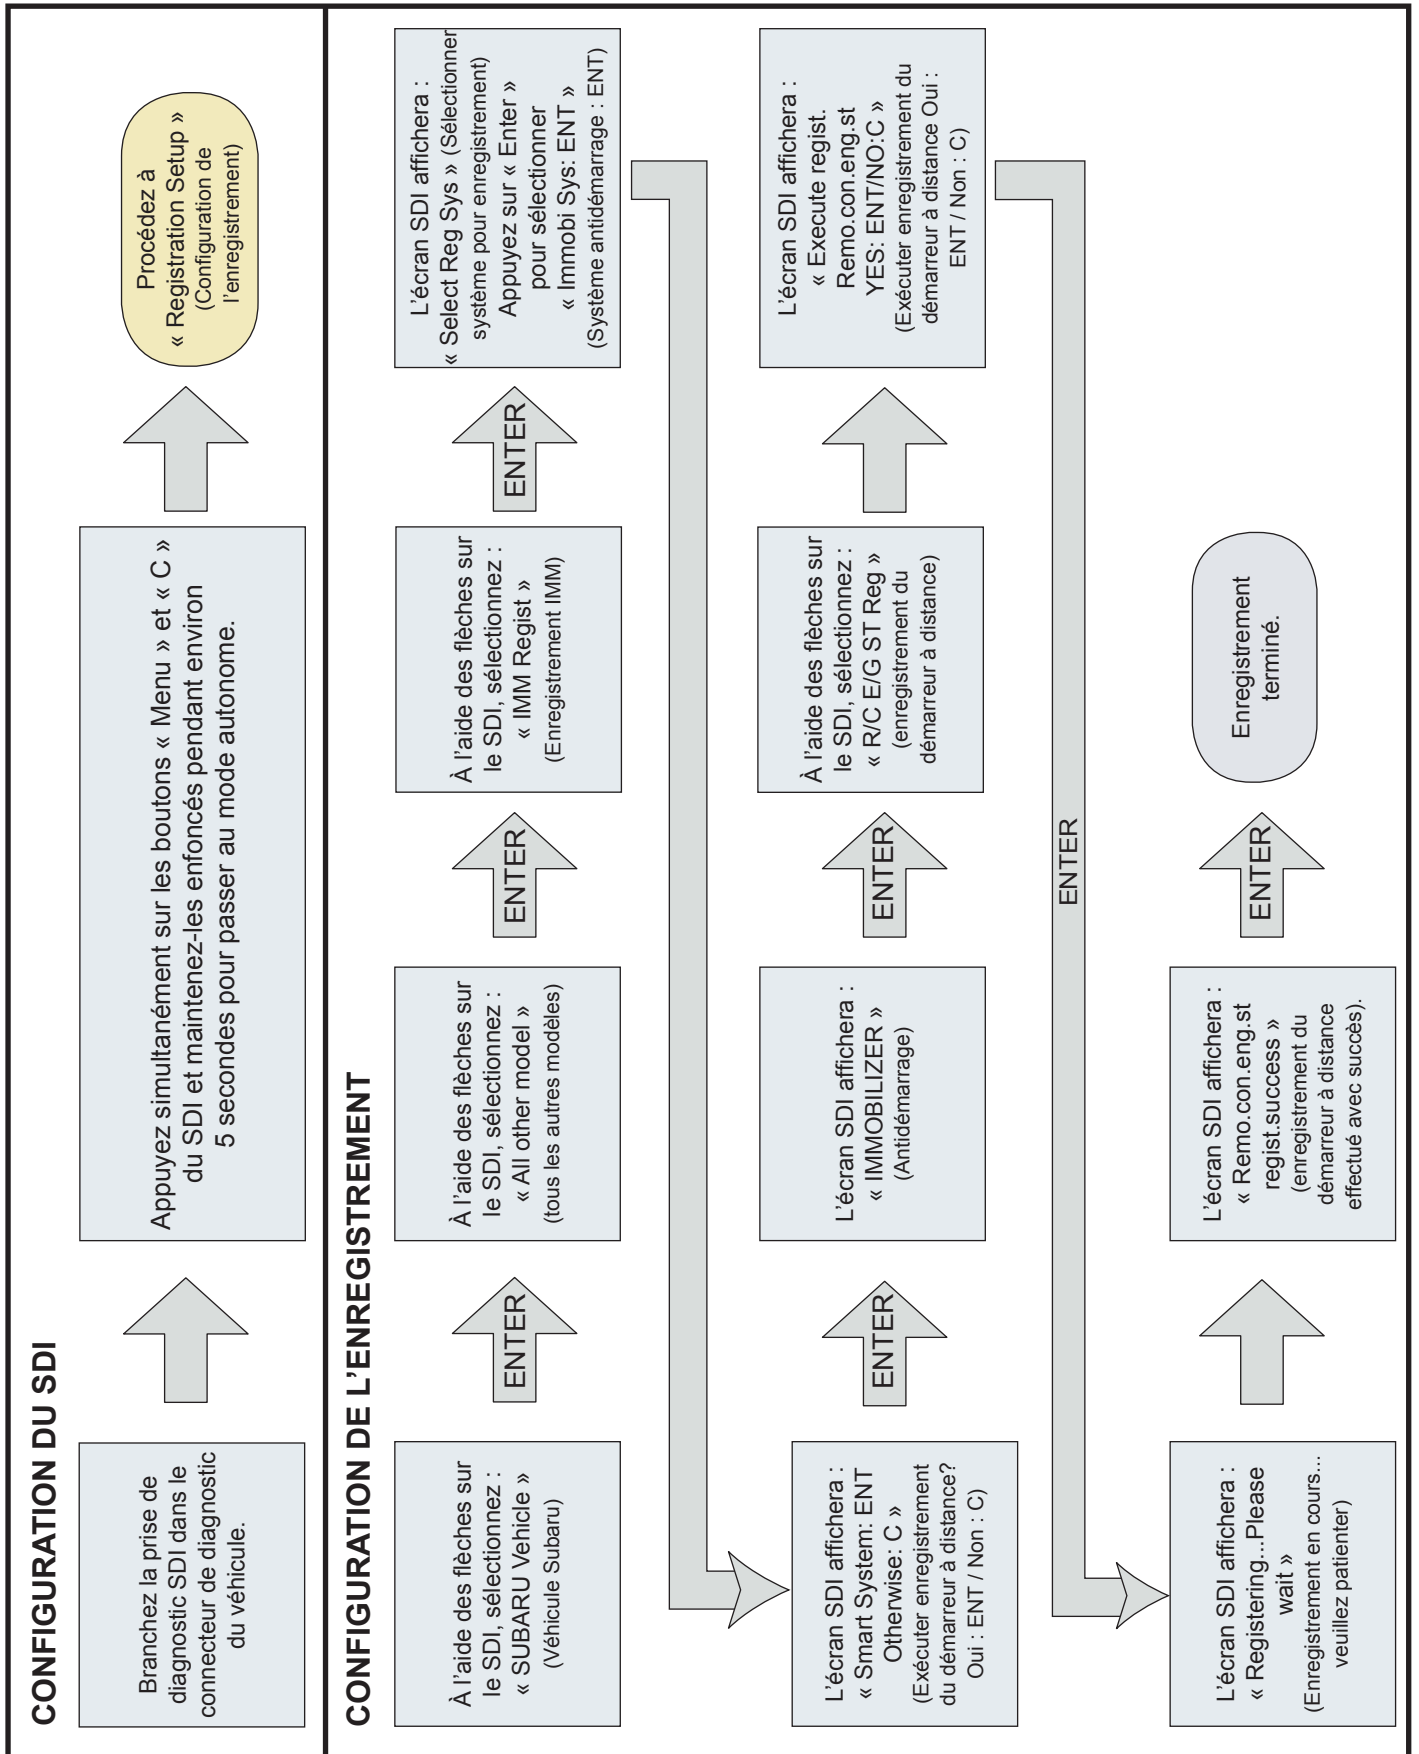 CONFIGURATION DU SDI
Branchez la prise de
diagnostic SDI dans le
connecteur de diagnostic
du véhicule.
Appuyez simultanément sur les boutons « Menu » et « C »
du SDI et maintenez-les enfoncés pendant environ
5 secondes pour passer au mode autonome.
Procédez à
« Registration Setup »
(Configuration de
l'enregistrement)
CONFIGURATION DE L'ENREGISTREMENT
À l'aide des flèches sur
le SDI, sélectionnez :
« SUBARU Vehicle »
(Véhicule Subaru)
ENTER
À l'aide des flèches sur
le SDI, sélectionnez :
« All other model »
(tous les autres modèles)
ENTER
À l'aide des flèches sur
le SDI, sélectionnez :
« IMM Regist »
(Enregistrement IMM)
ENTER
L'écran SDI affichera :
« Select Reg Sys » (Sélectionner
système pour enregistrement)
Appuyez sur « Enter »
pour sélectionner
« Immobi Sys: ENT »
(Système antidémarrage : ENT)
L'écran SDI affichera :
« Smart System: ENT
Otherwise: C »
(Exécuter enregistrement
du démarreur à distance?
Oui : ENT / Non : C)
ENTER
L'écran SDI affichera :
« IMMOBILIZER »
(Antidémarrage)
ENTER
À l'aide des flèches sur
le SDI, sélectionnez :
« R/C E/G ST Reg »
(enregistrement du
démarreur à distance)
L'écran SDI affichera :
« Execute regist.
Remo.con.eng.st
YES: ENT/NO:C »
(Exécuter enregistrement du
démarreur à distance Oui :
ENT / Non : C)
ENTER
L'écran SDI affichera :
« Registering...Please
wait »
(Enregistrement en cours...
veuillez patienter)
L'écran SDI affichera :
« Remo.con.eng.st
regist.success »
(enregistrement du
démarreur à distance
effectué avec succès).
ENTER
Enregistrement
terminé.